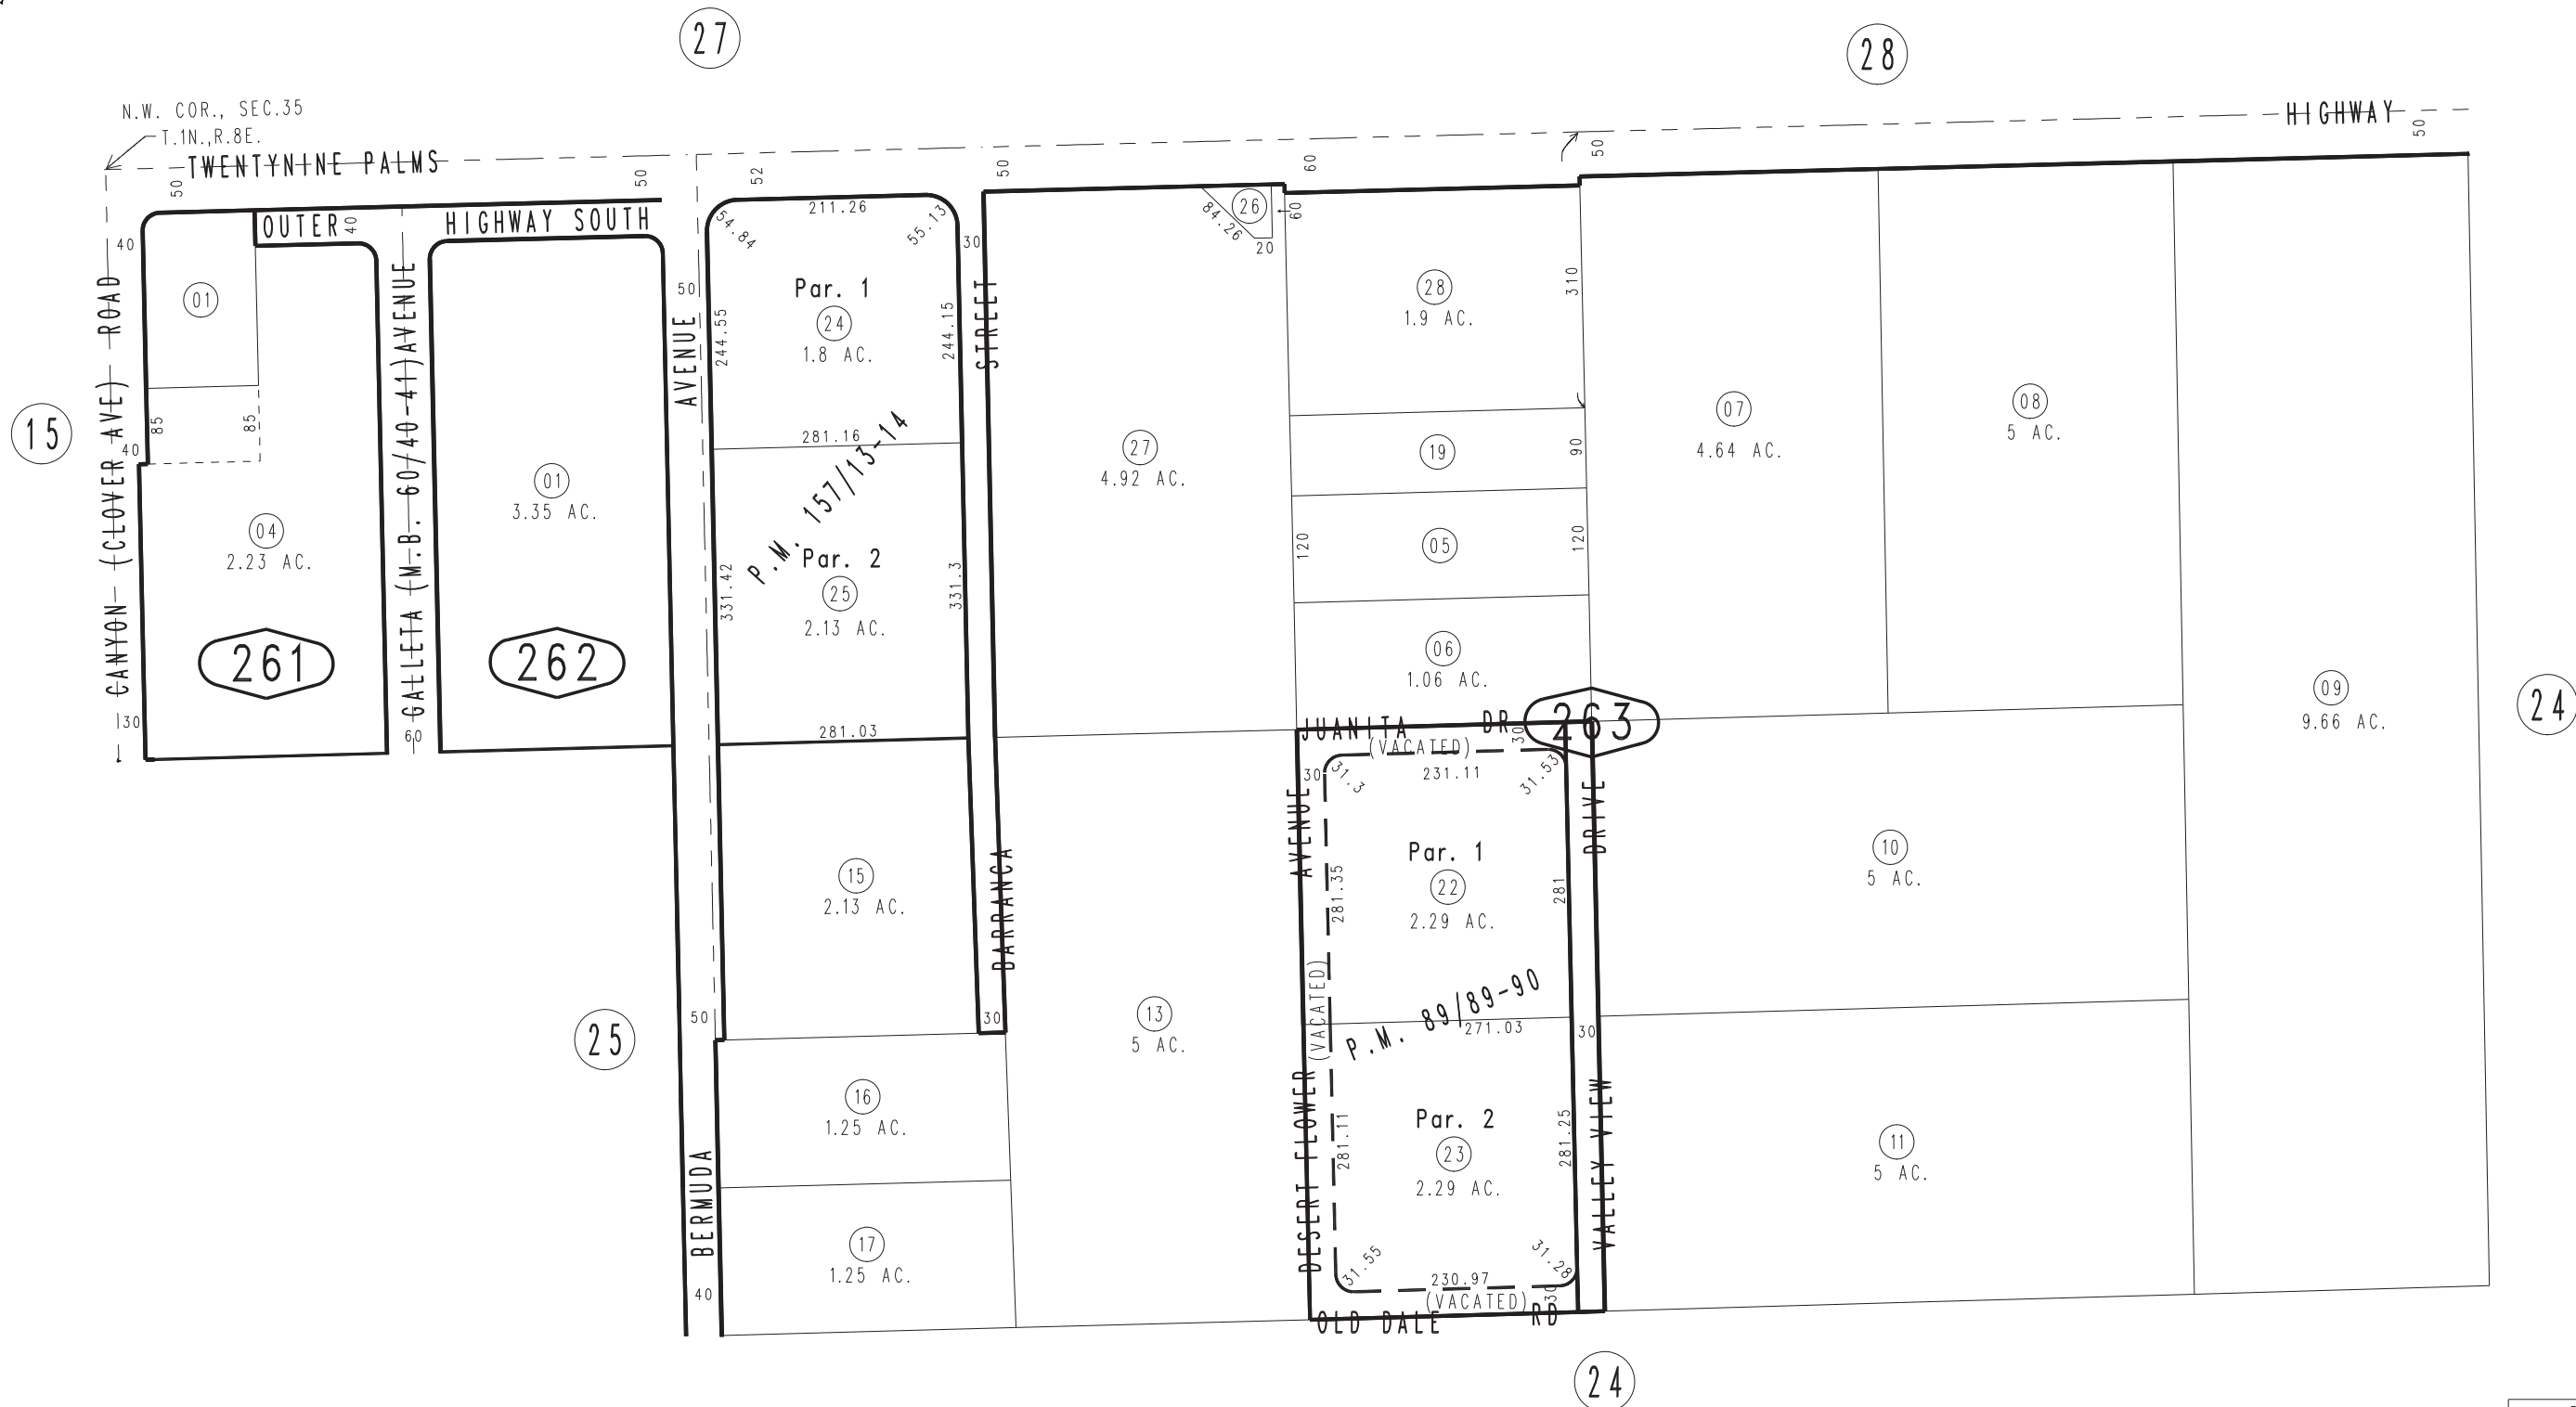 27
28
N.W. COR., SEC.35
T.1N.,R.8E.
TWENTYNINE PALMS
HIGHWAY
50
50
52
50
60
50
50
OUTER
40
HIGHWAY SOUTH
40
01
85
85
40
04
2.23 AC.
261
30
CANYON (CLOVER AVE) ROAD
15
GALLETA (M.B. 60/40-41) AVENUE
60
01
3.35 AC.
262
50
AVENUE
BERMUDA
50
40
25
54.84
211.26
55.13
Par. 1
24
1.8 AC.
244.55
244.15
281.16
P.M. 157/13-14
Par. 2
25
2.13 AC.
331.42
331.3
281.03
15
2.13 AC.
16
1.25 AC.
17
1.25 AC.
30
STREET
BARRANCA
30
84.26
26
20
60
27
4.92 AC.
13
5 AC.
28
1.9 AC.
310
19
90
05
120
120
06
1.06 AC.
263
JUANITA DR
(VACATED)
30
30
31.3
231.11
31.53
Par. 1
22
2.29 AC.
281.35
281
AVENUE
(VACATED)
DESERT FLOWER
P.M. 89/89-90
271.03
30
Par. 2
23
2.29 AC.
281.11
281.25
31.55
230.97
31.28
(VACATED)
30
OLD DALE RD
DRIVE
VALLEY VIEW
07
4.64 AC.
08
5 AC.
09
9.66 AC.
10
5 AC.
11
5 AC.
24
24